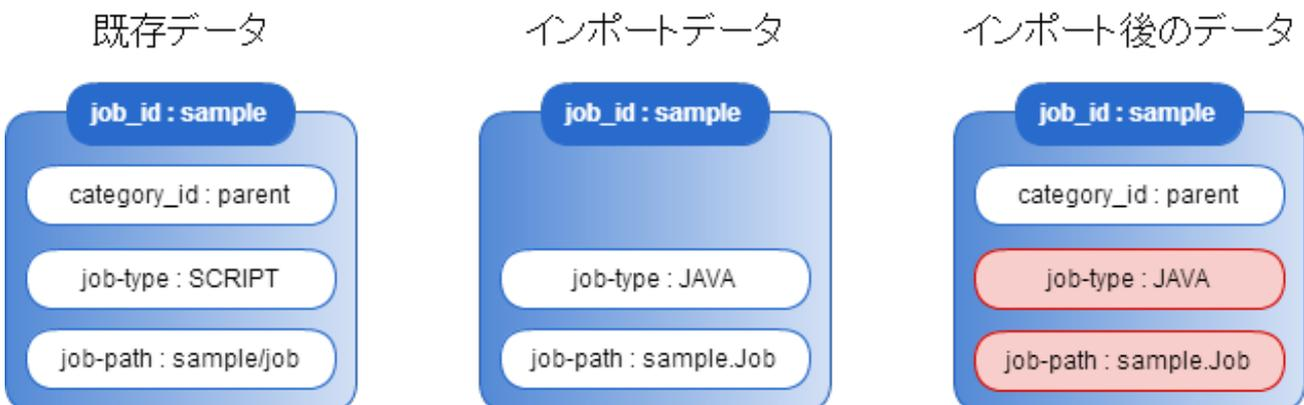 既存データ
インポートデータ
インポート後のデータ
job_id : sample
category_id : parent
job-type : SCRIPT
job-path : sample/job
job_id : sample
job-type : JAVA
job-path : sample.Job
job_id : sample
category_id : parent
job-type : JAVA
job-path : sample.Job